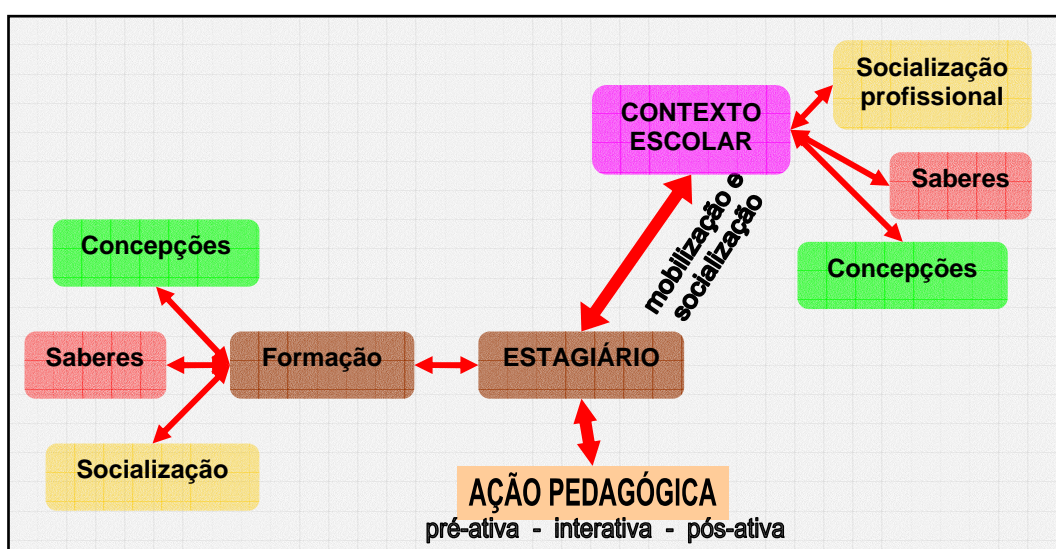 Socialização
profissional
CONTEXTO
ESCOLAR
Saberes
mobilização e
socialização
Concepções
Concepções
Saberes
Formação
ESTAGIÁRIO
Socialização
AÇÃO PEDAGÓGICA
pré-ativa - interativa - pós-ativa